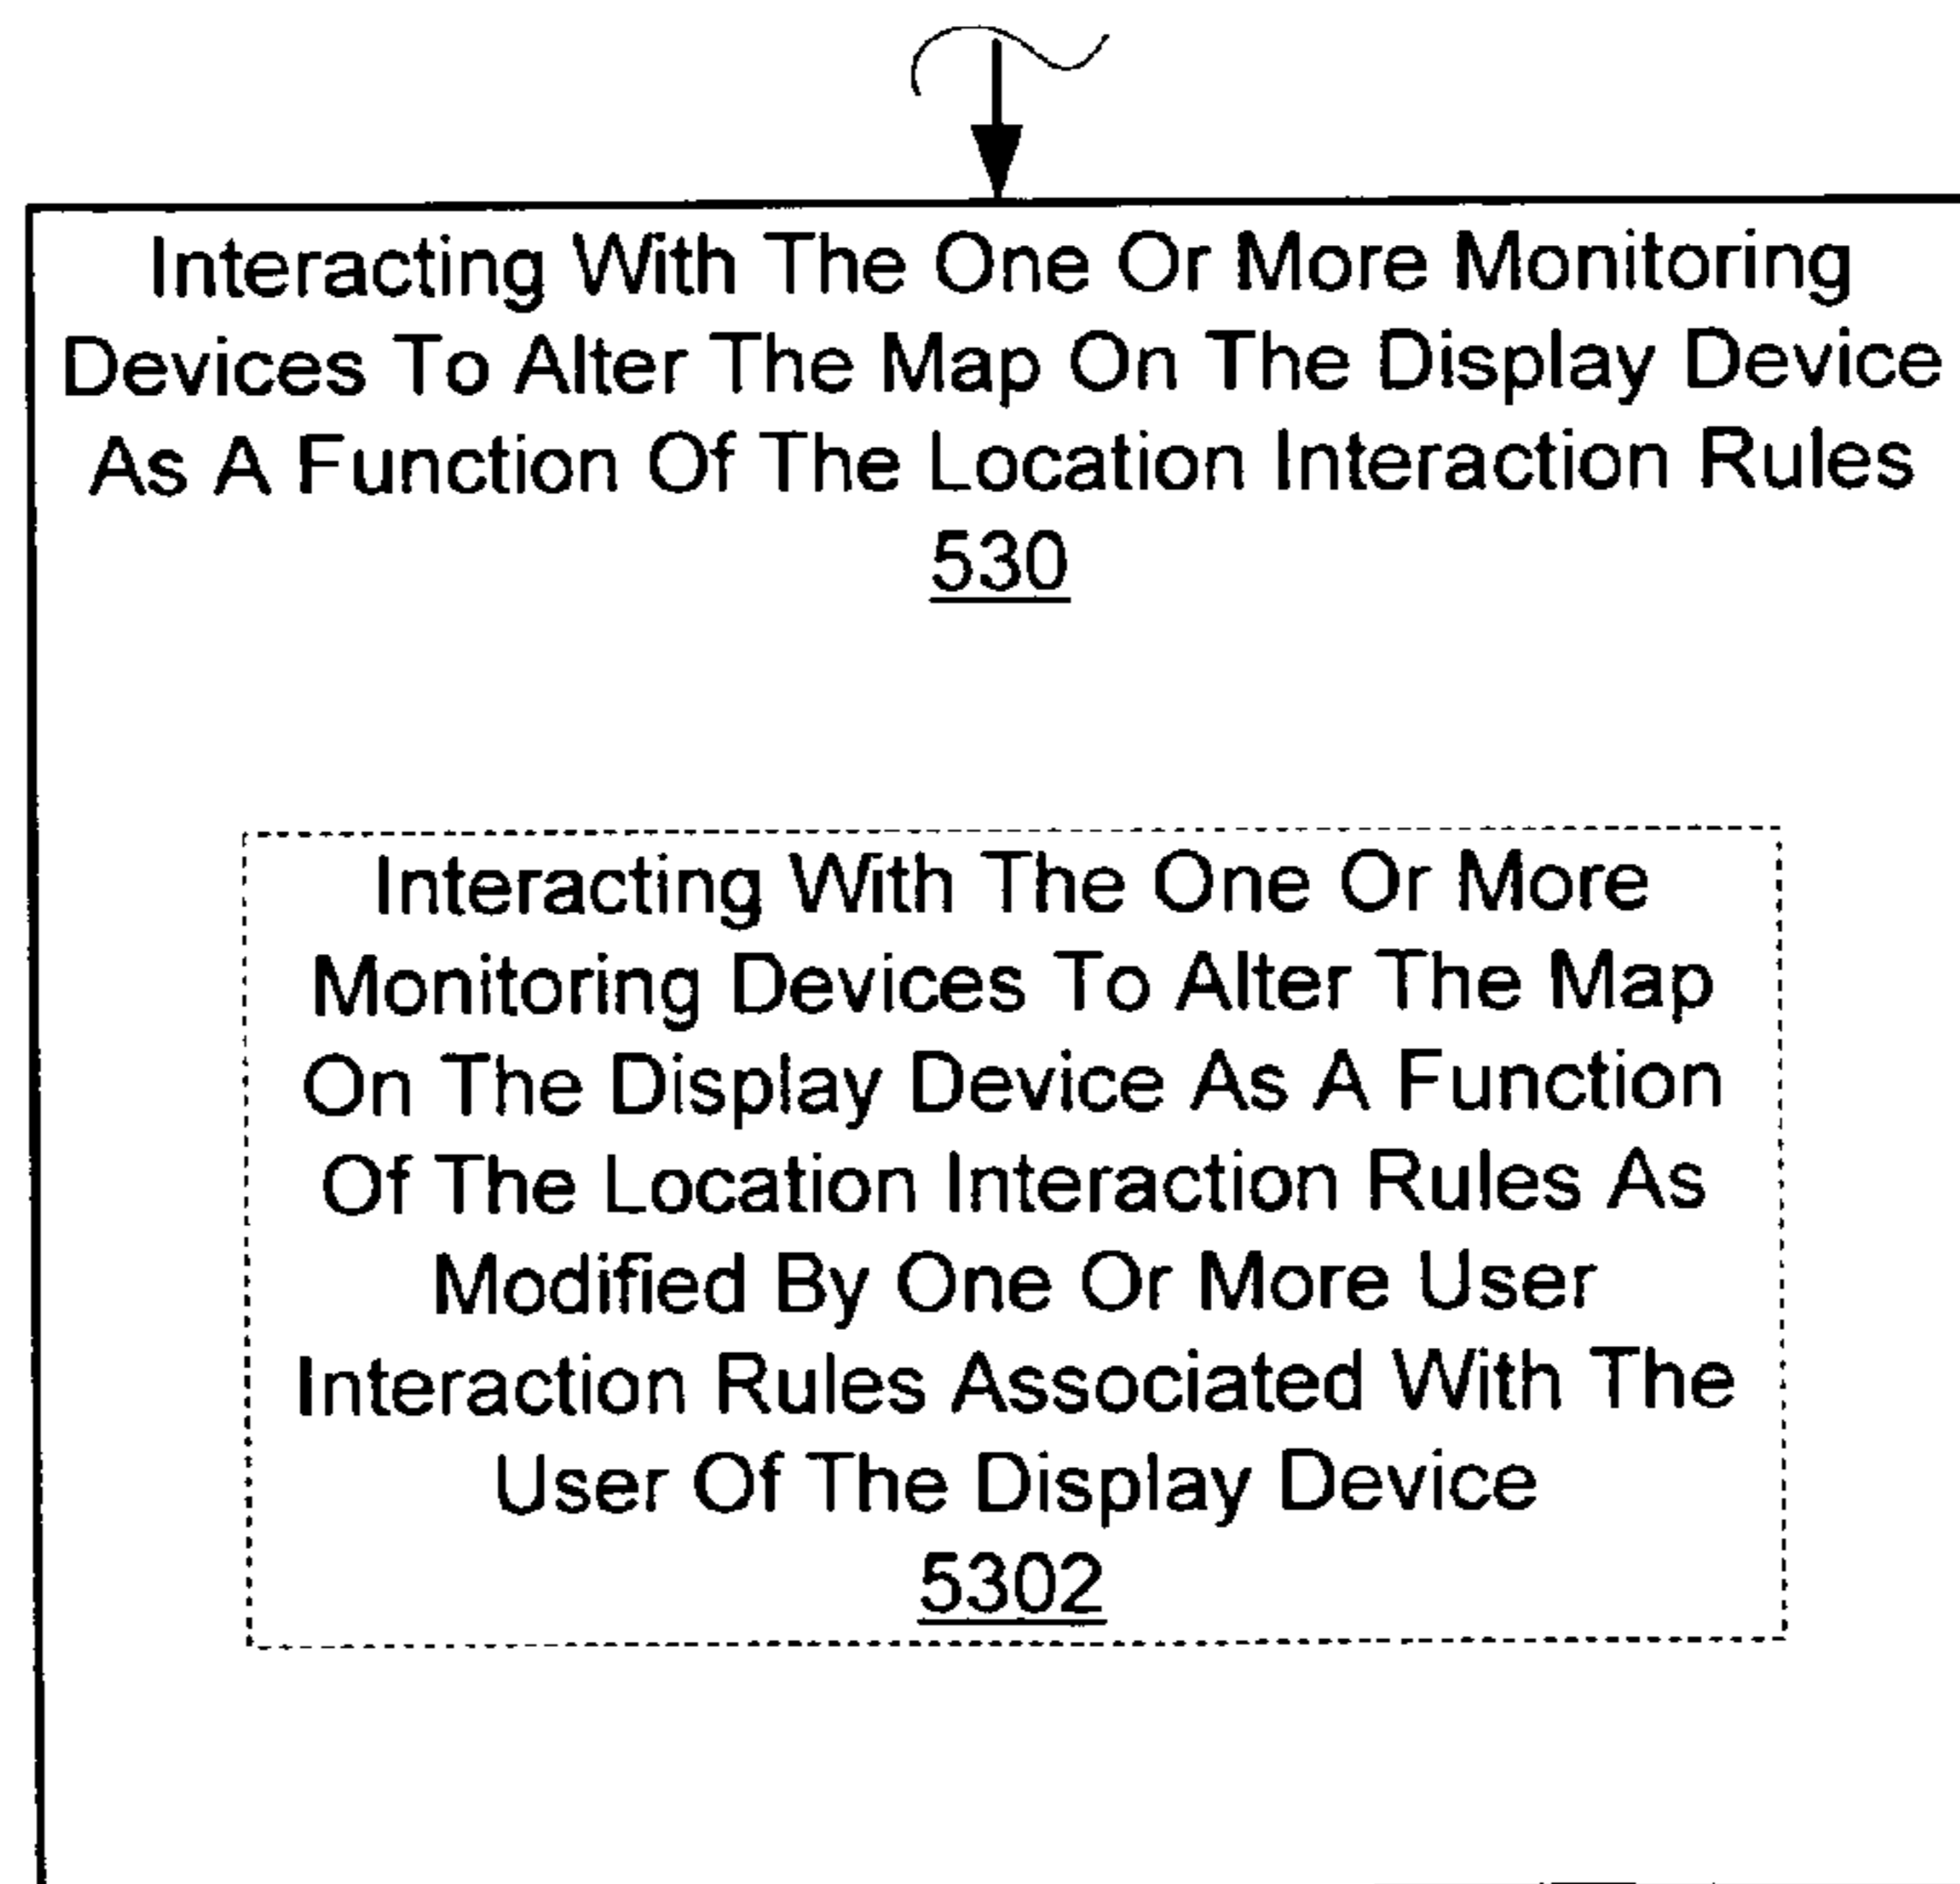 Interacting With The One Or More Monitoring
Devices To Alter The Map On The Display Device
As A Function Of The Location Interaction Rules
530
Interacting With The One Or More
Monitoring Devices To Alter The Map
On The Display Device As A Function
Of The Location Interaction Rules As
Modified By One Or More User
Interaction Rules Associated With The
User Of The Display Device
5302